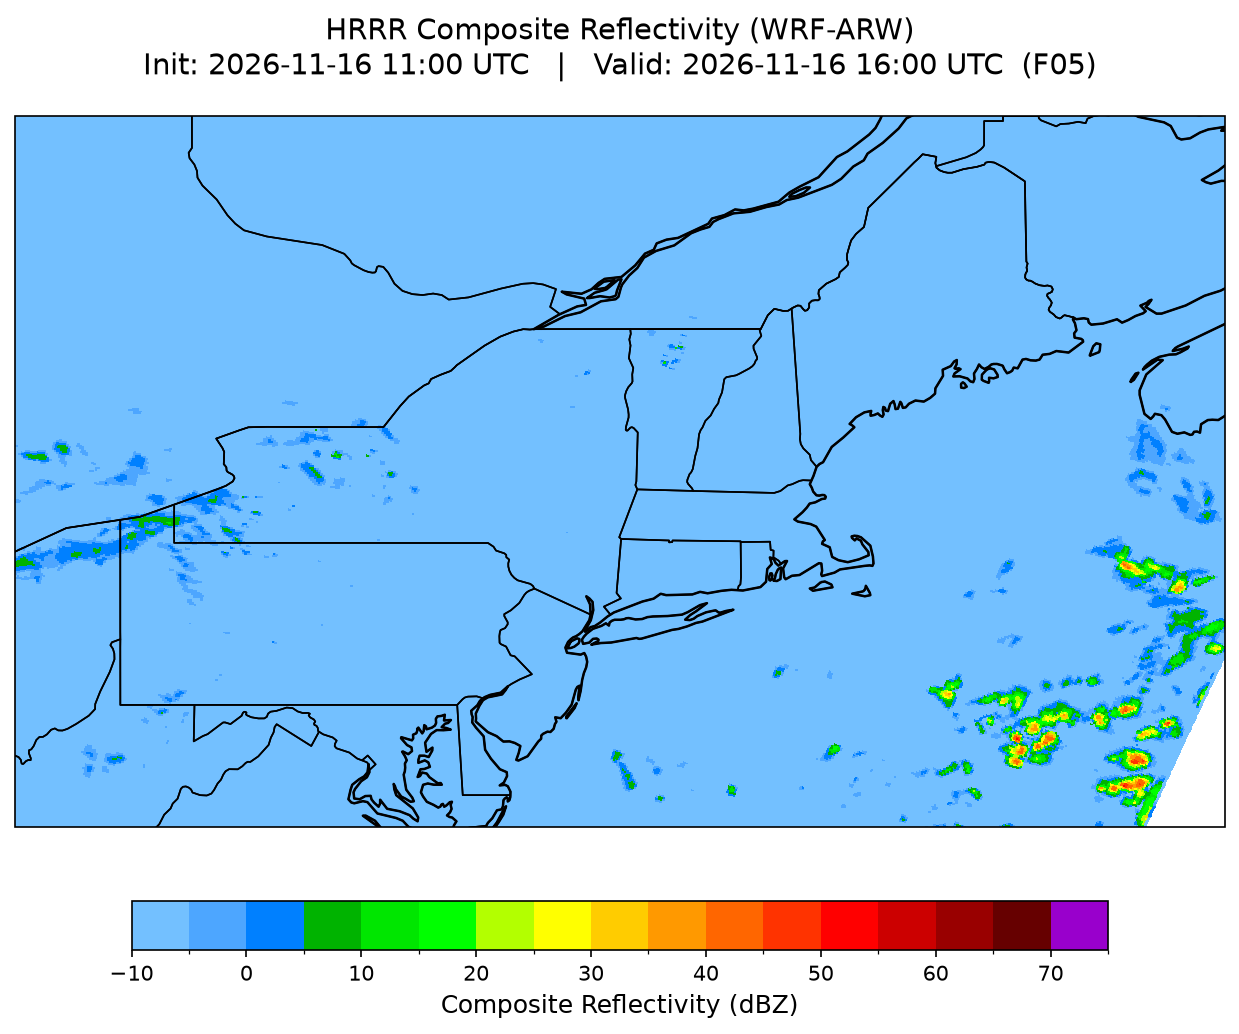 HRRR Composite Reflectivity (WRF-ARW)
Init: 2026-11-16 11:00 UTC   |   Valid: 2026-11-16 16:00 UTC  (F05)
−10 0 10 20 30 40 50 60 70
Composite Reflectivity (dBZ)